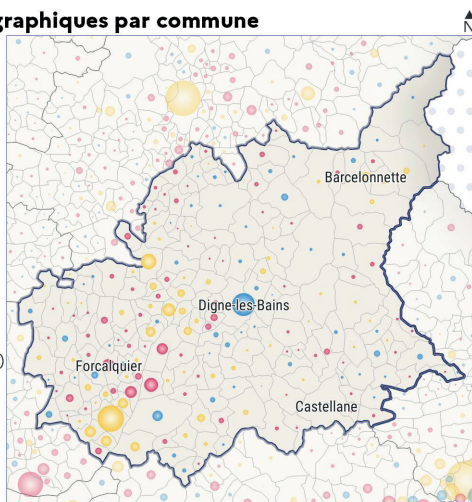 graphiques par commune
N
Barcelonnette
Digne-les-Bains
Forcalquier
Castellane
)